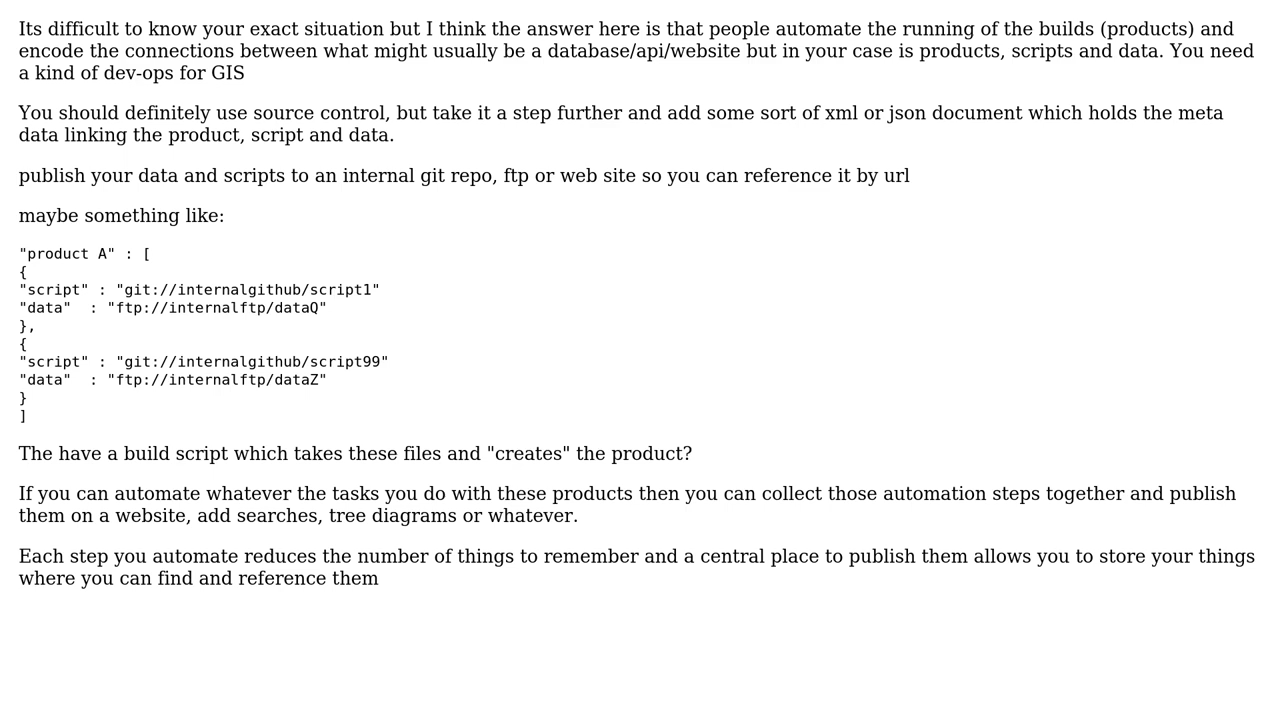 Its difficult to know your exact situation but I think the answer here is that people automate the running of the builds (products) and
encode the connections between what might usually be a database/api/website but in your case is products, scripts and data. You need
a kind of dev-ops for GIS
You should definitely use source control, but take it a step further and add some sort of xml or json document which holds the meta
data linking the product, script and data.
publish your data and scripts to an internal git repo, ftp or web site so you can reference it by url
maybe something like:
"product A" : [
{
"script" : "git://internalgithub/script1"
"data"  : "ftp://internalftp/dataQ"
},
{
"script" : "git://internalgithub/script99"
"data"  : "ftp://internalftp/dataZ"
}
]
The have a build script which takes these files and "creates" the product?
If you can automate whatever the tasks you do with these products then you can collect those automation steps together and publish
them on a website, add searches, tree diagrams or whatever.
Each step you automate reduces the number of things to remember and a central place to publish them allows you to store your things
where you can find and reference them